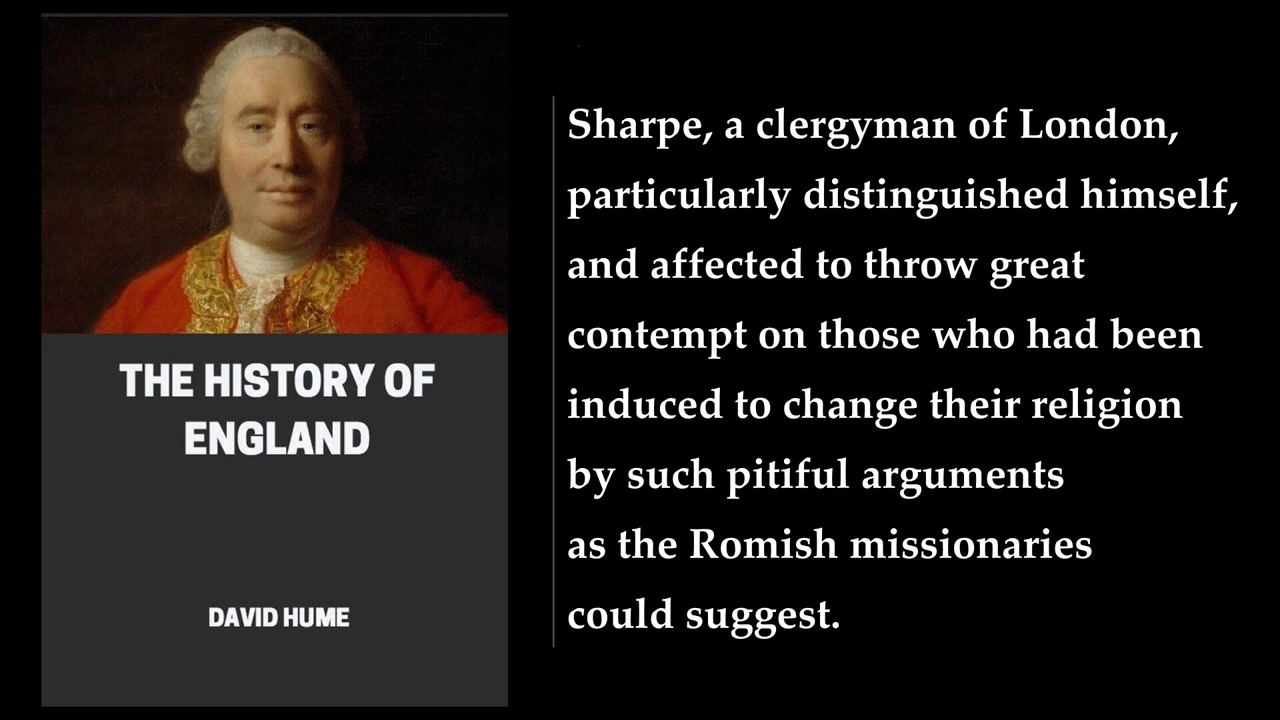 THE HISTORY OF
ENGLAND
DAVID HUME
Sharpe, a clergyman of London,
particularly distinguished himself,
and affected to throw great
contempt on those who had been
induced to change their religion
by such pitiful arguments
as the Romish missionaries
could suggest.